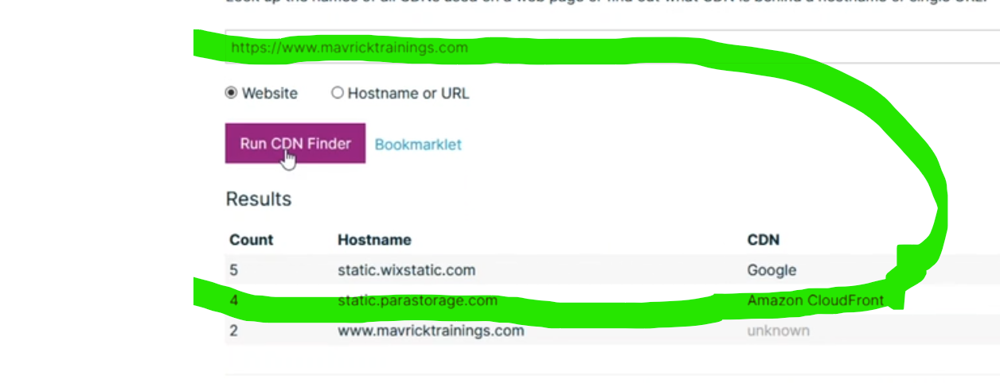 Look up the names of all CDNs used on a web page or find out what CDN is behind a hostname or single URL.
https://www.mavricktrainings.com
Website Hostname or URL
Run CDN Finder Bookmarklet
Results
Count Hostname CDN
5 static.wixstatic.com Google
4 static.parastorage.com Amazon CloudFront
2 www.mavricktrainings.com unknown